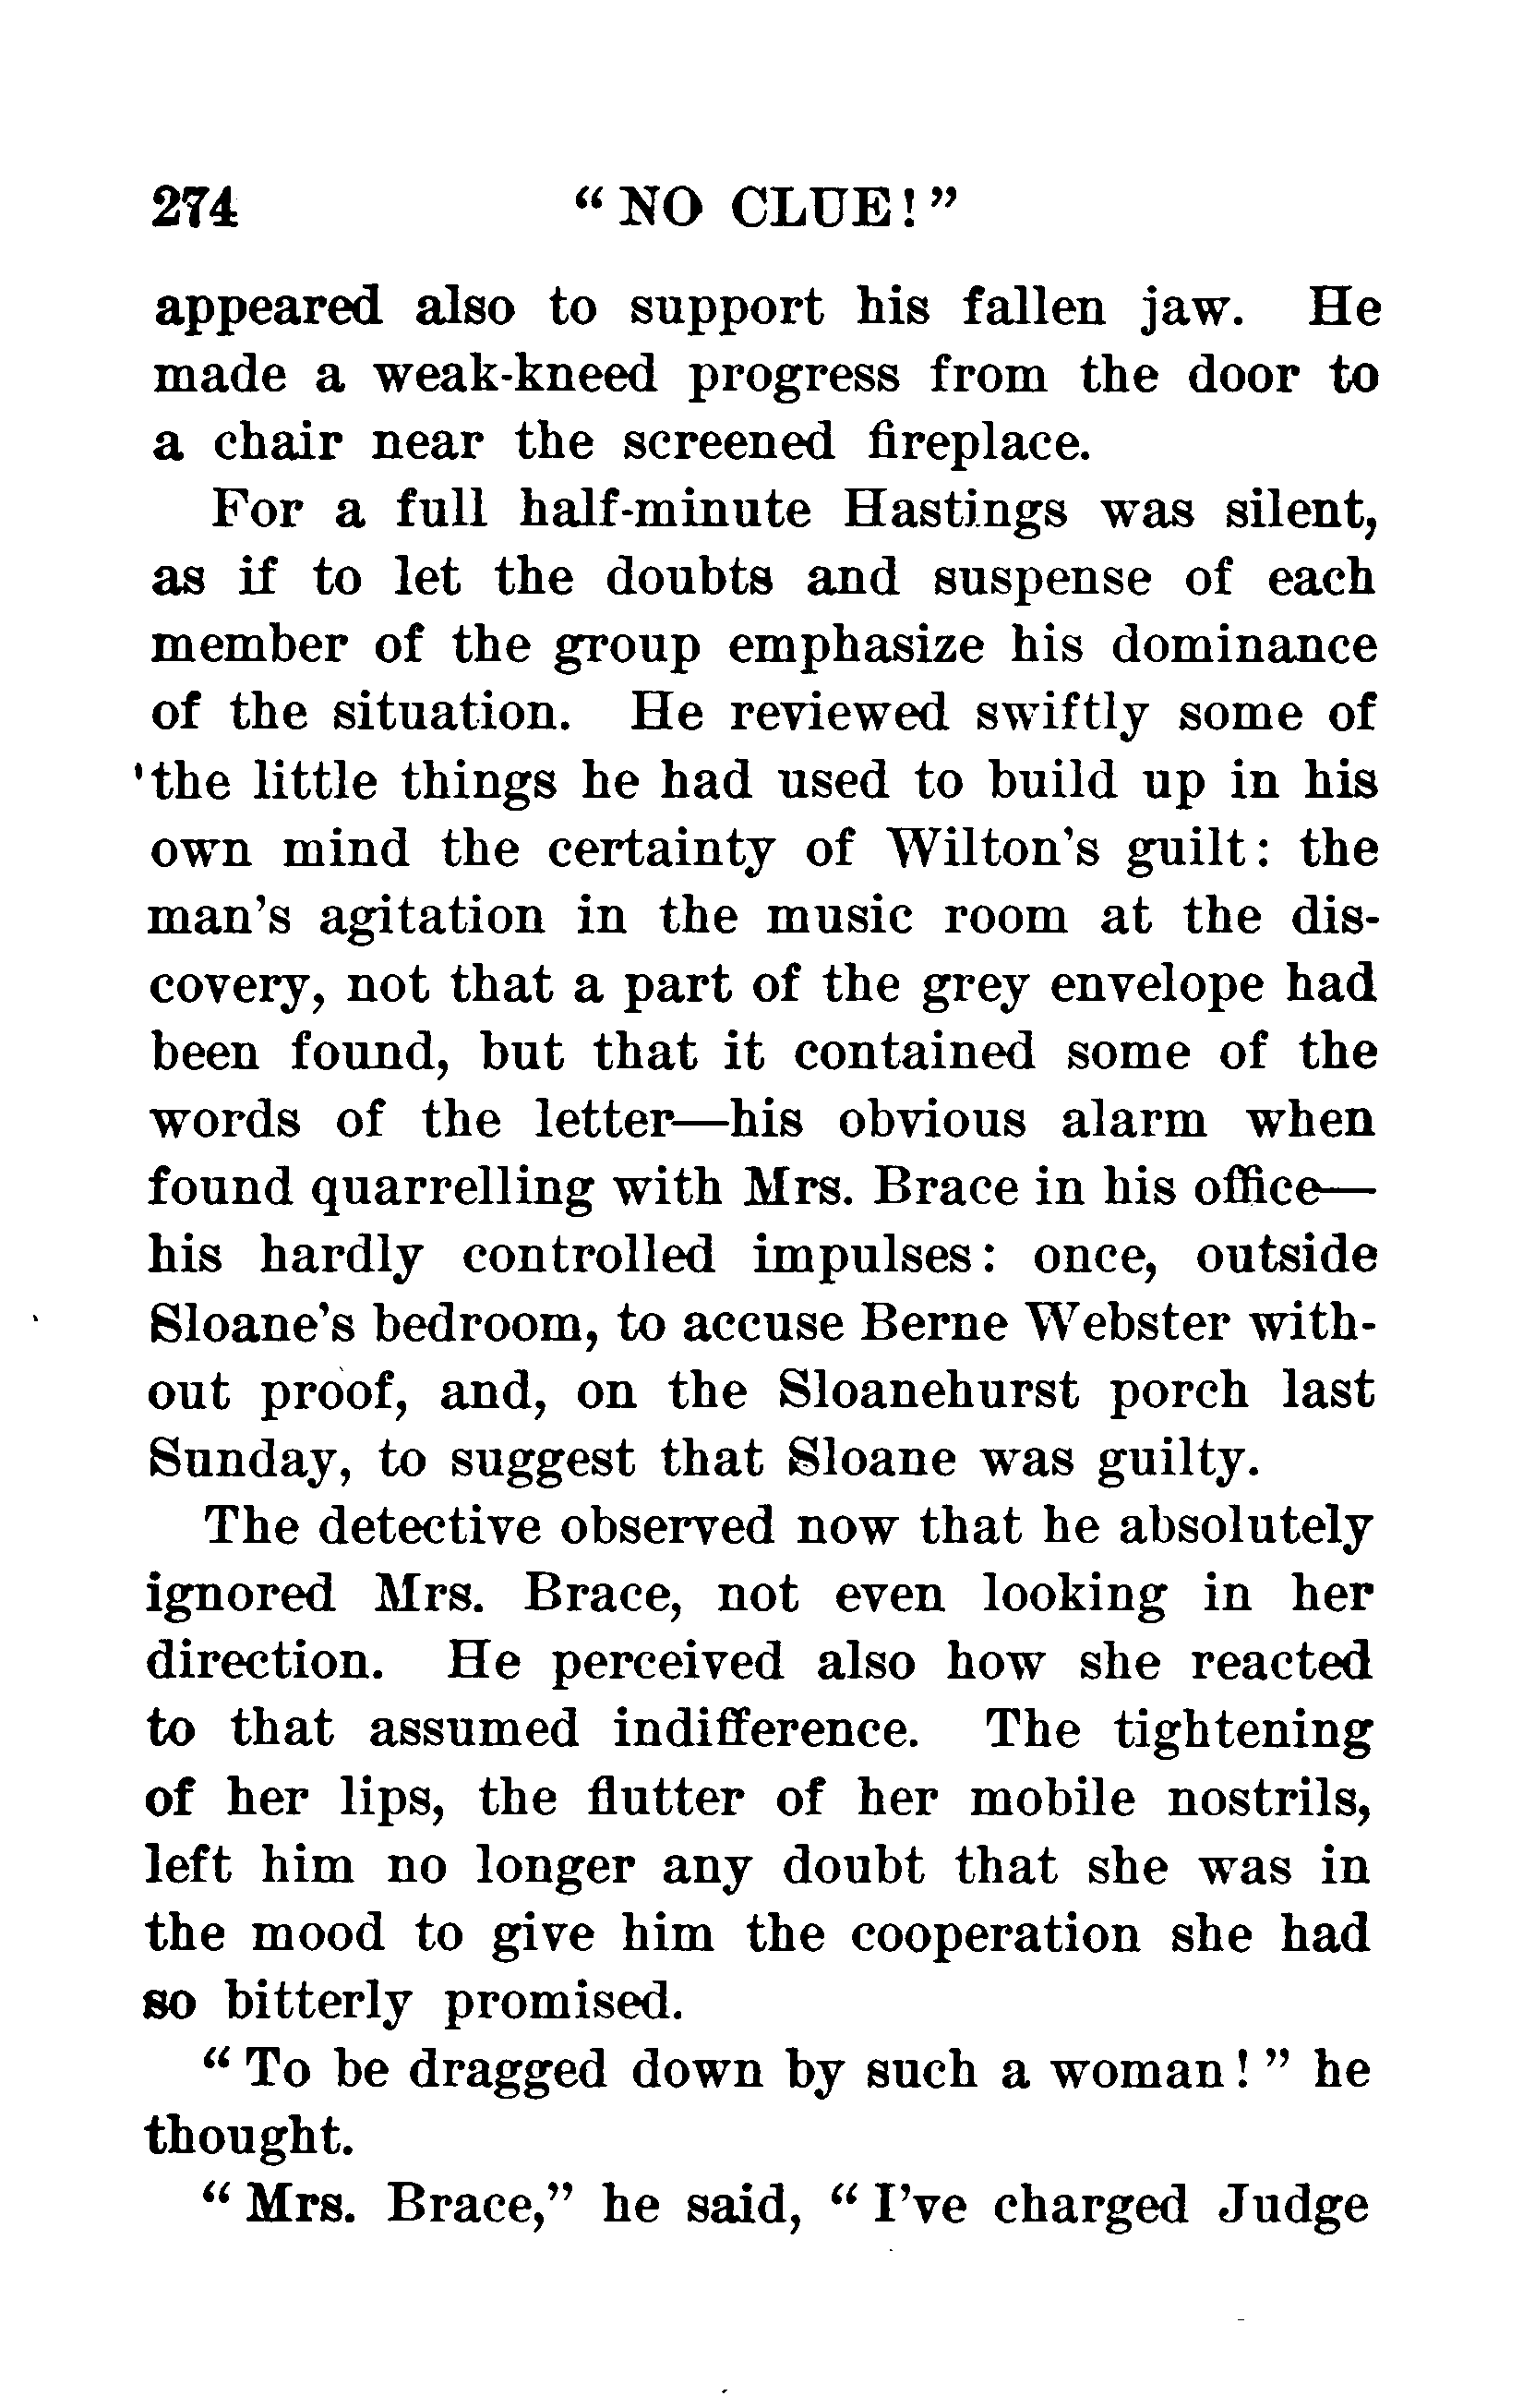 274 “ NO CLUE! ”
appeared also to support his fallen jaw. He
made a weak-kneed progress from the door to
a chair near the screened fireplace.
For a full half-minute Hastings was silent,
as if to let the doubts and suspense of each
member of the group emphasize his dominance
of the situation. He reviewed swiftly some of
the little things he had used to build up in his
own mind the certainty of Wilton's guilt: the
man's agitation in the music room at the dis-
covery, not that a part of the grey envelope had
been found, but that it contained some of the
words of the letter—his obvious alarm when
found quarrelling with Mrs. Brace in his office—
his hardly controlled impulses: once, outside
Sloane's bedroom, to accuse Berne Webster with-
out proof, and, on the Sloanehurst porch last
Sunday, to suggest that Sloane was guilty.
The detective observed now that he absolutely
ignored Mrs. Brace, not even looking in her
direction. He perceived also how she reacted
to that assumed indifference. The tightening
of her lips, the flutter of her mobile nostrils,
left him no longer any doubt that she was in
the mood to give him the cooperation she had
so bitterly promised.
“ To be dragged down by such a woman! ” he
thought.
“ Mrs. Brace,” he said, “ I've charged Judge